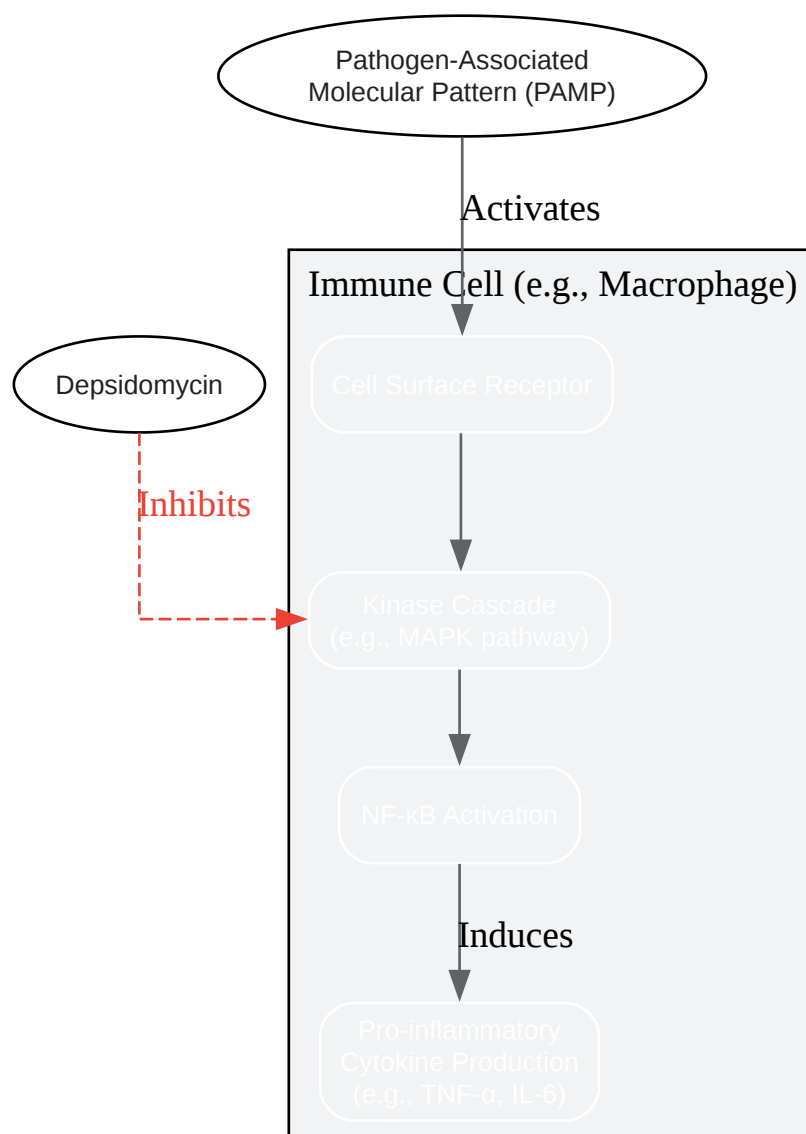 Pathogen-Associated
Molecular Pattern (PAMP)
Activates
Immune Cell (e.g., Macrophage)
Cell Surface Receptor
Depsidomycin
Inhibits
Kinase Cascade
(e.g., MAPK pathway)
NF-κB Activation
Induces
Pro-inflammatory
Cytokine Production
(e.g., TNF-α, IL-6)